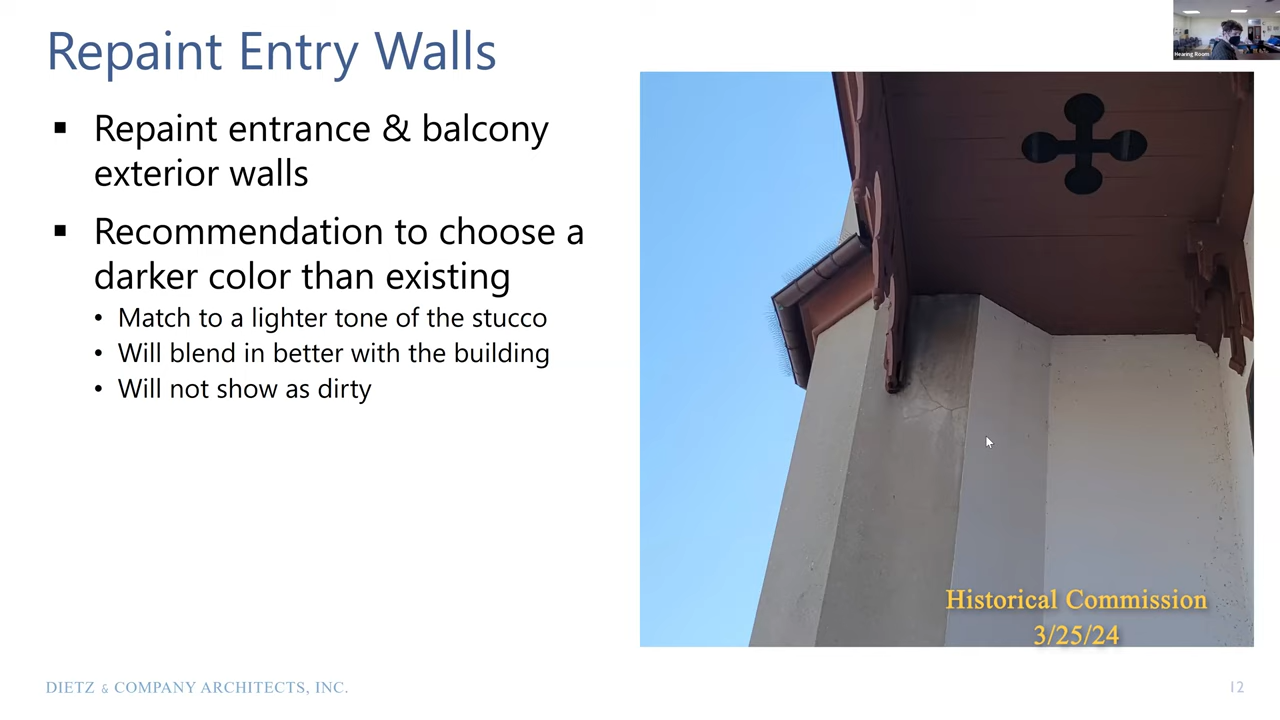 Repaint Entry Walls
Hearing Room
▪ Repaint entrance & balcony
exterior walls
▪ Recommendation to choose a
darker color than existing
• Match to a lighter tone of the stucco
• Will blend in better with the building
• Will not show as dirty
Historical Commission
3/25/24
DIETZ & COMPANY ARCHITECTS, INC.
12